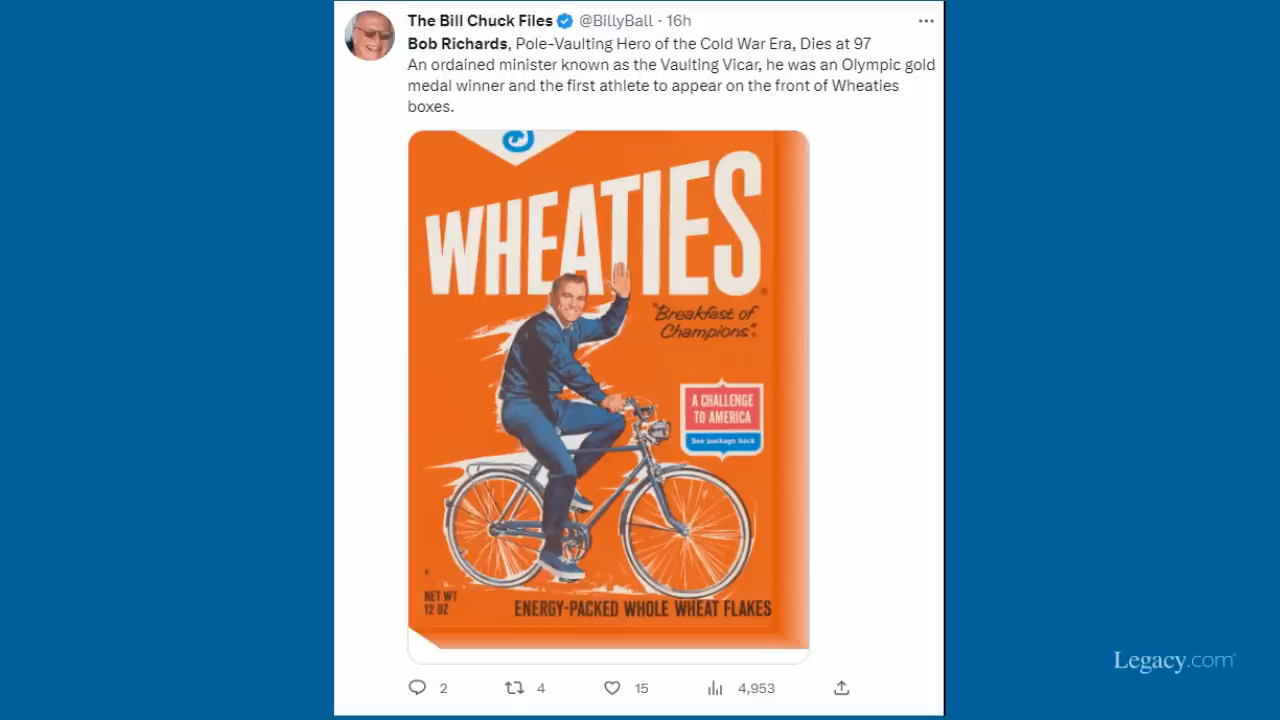 The Bill Chuck Files @BillyBall · 16h
Bob Richards, Pole-Vaulting Hero of the Cold War Era, Dies at 97
An ordained minister known as the Vaulting Vicar, he was an Olympic gold
medal winner and the first athlete to appear on the front of Wheaties
boxes.
WHEATIES
"Breakfast of
Champions"
A CHALLENGE
TO AMERICA
See package back
NET WT
12 OZ
ENERGY-PACKED WHOLE WHEAT FLAKES
2 4 15 4,953
Legacy.com